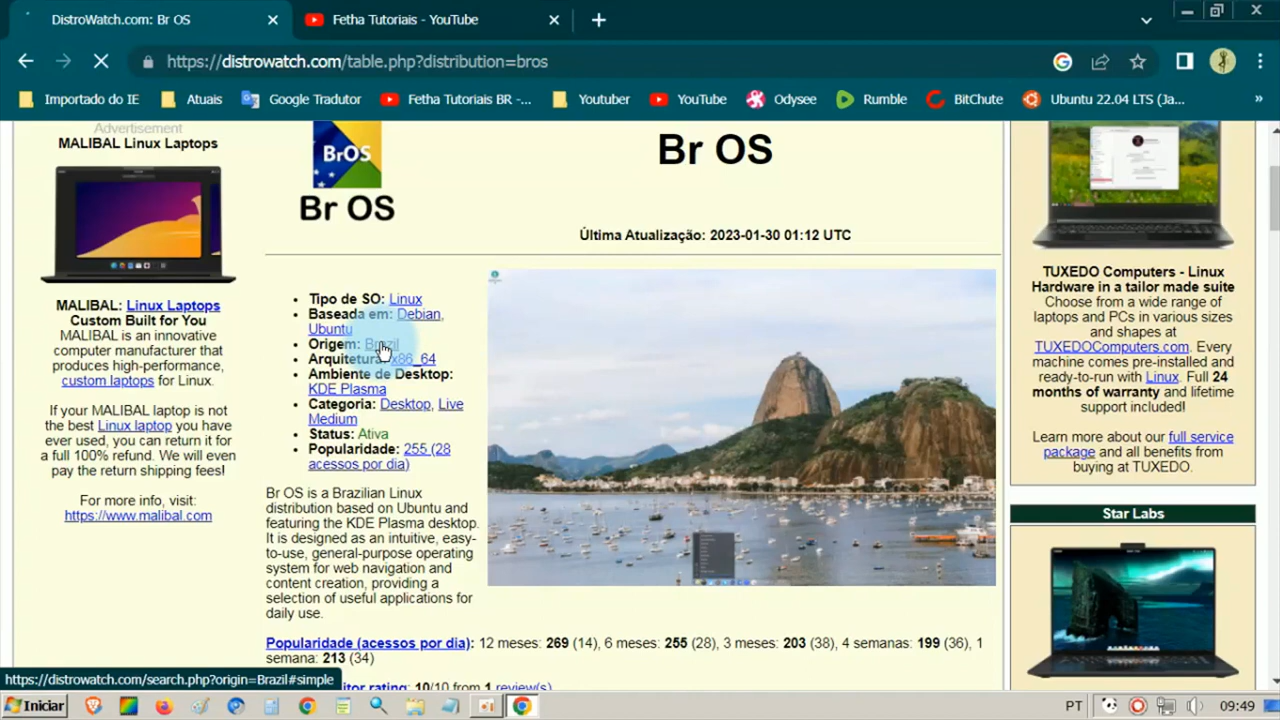 DistroWatch.com: Br OS
Fetha Tutoriais - YouTube
https://distrowatch.com/table.php?distribution=bros
Importado do IE
Atuais
Google Tradutor
Fetha Tutoriais BR -...
Youtuber
YouTube
Odysee
Rumble
BitChute
Ubuntu 22.04 LTS (Ja...
»
Advertisement
MALIBAL Linux Laptops
MALIBAL: Linux Laptops
Custom Built for You
MALIBAL is an innovative
computer manufacturer that
produces high-performance,
custom laptops for Linux.
If your MALIBAL laptop is not
the best Linux laptop you have
ever used, you can return it for
a full 100% refund. We will even
pay the return shipping fees!
For more info, visit:
https://www.malibal.com
BrOS
Br OS
Br OS
Última Atualização: 2023-01-30 01:12 UTC
• Tipo de SO: Linux
• Baseada em: Debian,
Ubuntu
• Origem: Brazil
• Arquitetura: x86_64
• Ambiente de Desktop:
KDE Plasma
• Categoria: Desktop, Live
Medium
• Status: Ativa
• Popularidade: 255 (28
acessos por dia)
Br OS is a Brazilian Linux
distribution based on Ubuntu and
featuring the KDE Plasma desktop.
It is designed as an intuitive, easy-
to-use, general-purpose operating
system for web navigation and
content creation, providing a
selection of useful applications for
daily use.
Popularidade (acessos por dia): 12 meses: 269 (14), 6 meses: 255 (28), 3 meses: 203 (38), 4 semanas: 199 (36), 1
semana: 213 (34)
itor rating: 10/10 from 1 review(s)
TUXEDO Computers - Linux
Hardware in a tailor made suite
Choose from a wide range of
laptops and PCs in various sizes
and shapes at
TUXEDOComputers.com. Every
machine comes pre-installed and
ready-to-run with Linux. Full 24
months of warranty and lifetime
support included!
Learn more about our full service
package and all benefits from
buying at TUXEDO.
Star Labs
https://distrowatch.com/search.php?origin=Brazil#simple
Iniciar
PT
09:49